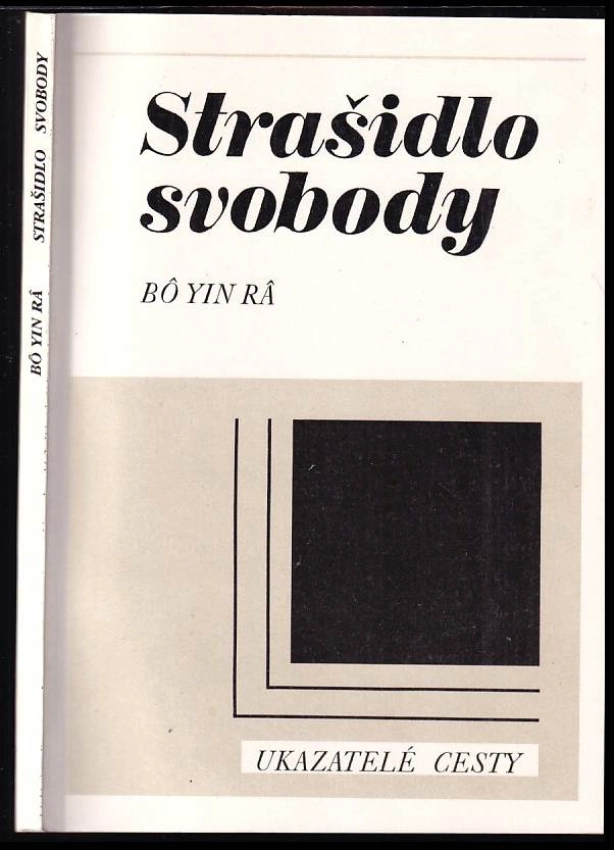 Strašidlo
svobody
BÔ YIN RÂ
UKAZATELÉ CESTY
BÔ YIN RÂ STRAŠIDLO SVOBODY